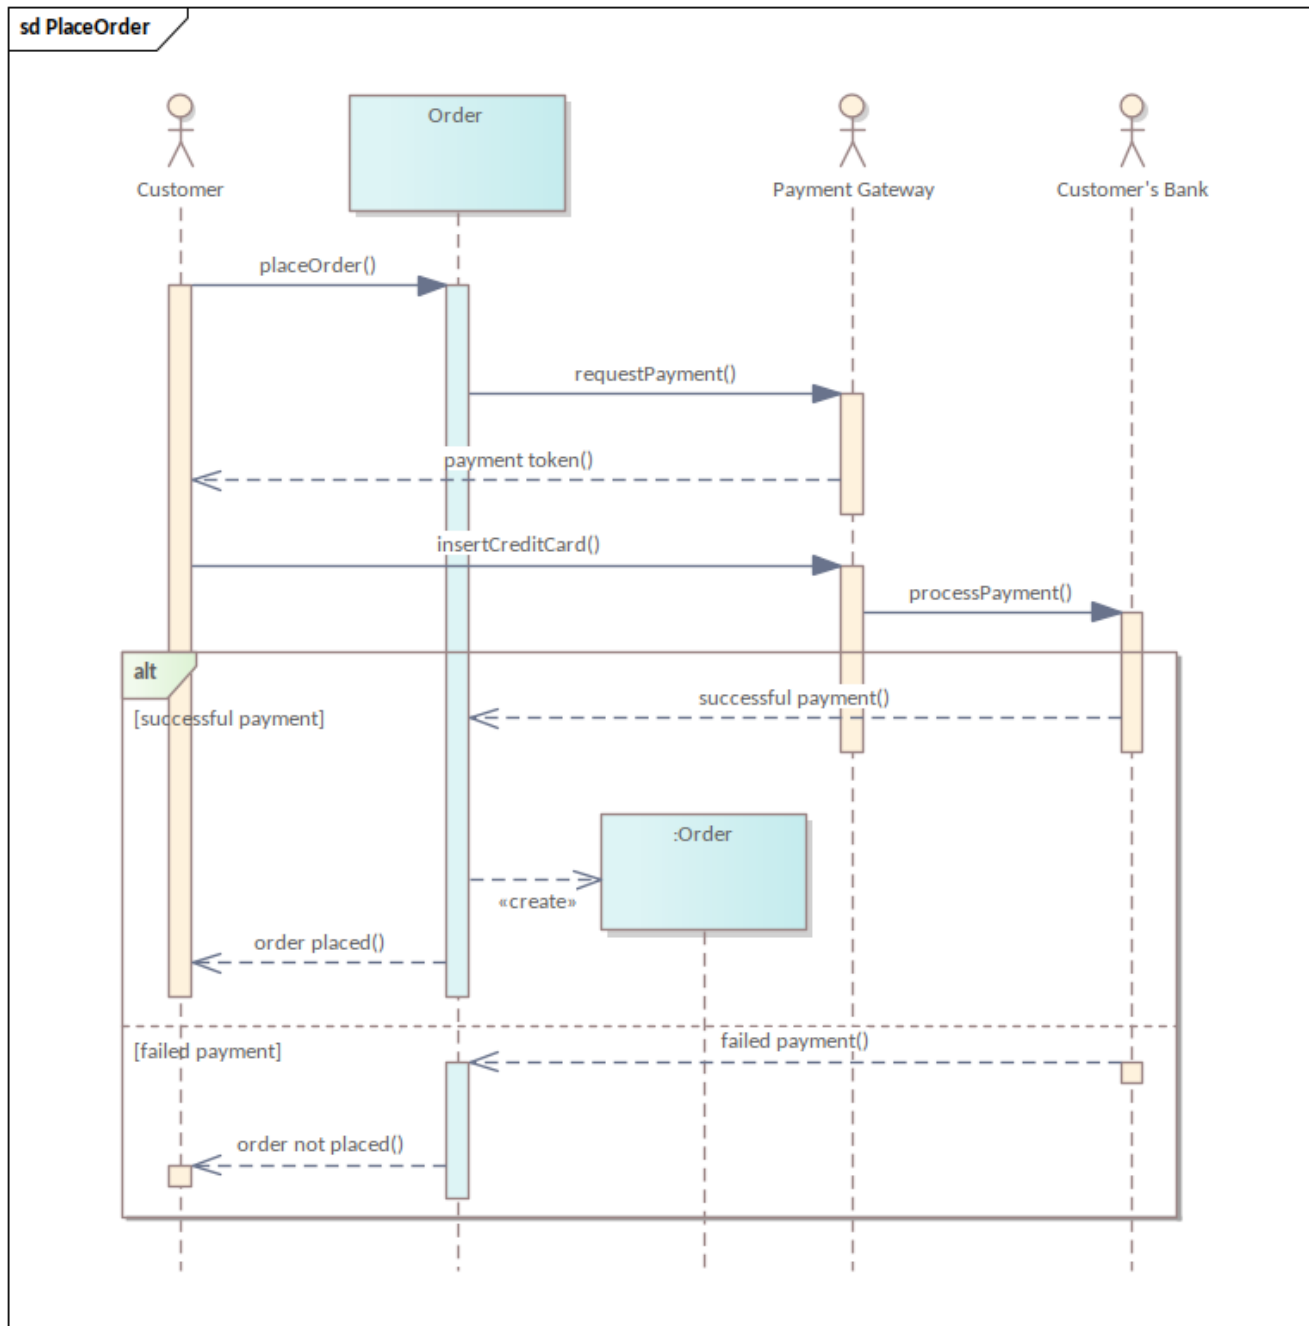 sd PlaceOrder
Order
Customer
Payment Gateway
Customer's Bank
placeOrder()
requestPayment()
payment token()
insertCreditCard()
processPayment()
alt
successful payment()
[successful payment]
:Order
«create»
order placed()
failed payment()
[failed payment]
order not placed()